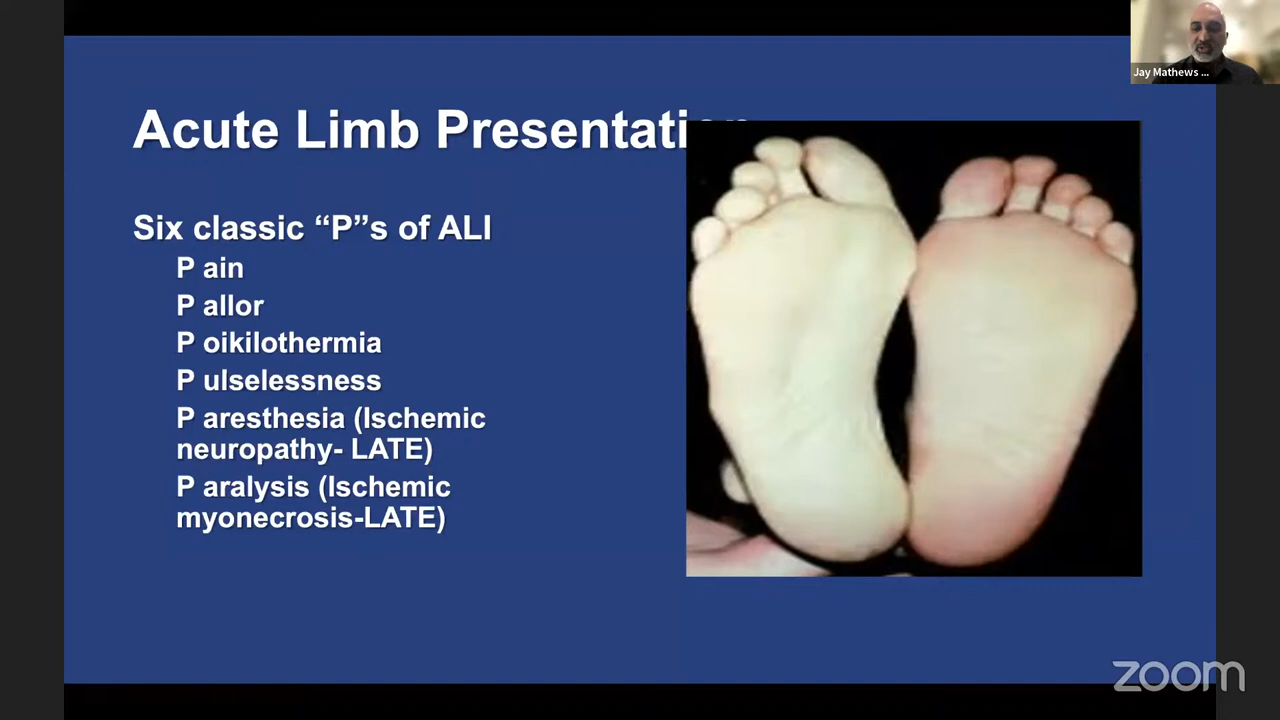 Jay Mathews ...
Acute Limb
Six classic “P”s of ALI
P ain
P allor
P oikilothermia
P ulselessness
P aresthesia (Ischemic
neuropathy- LATE)
P aralysis (Ischemic
myonecrosis-LATE)
zoom